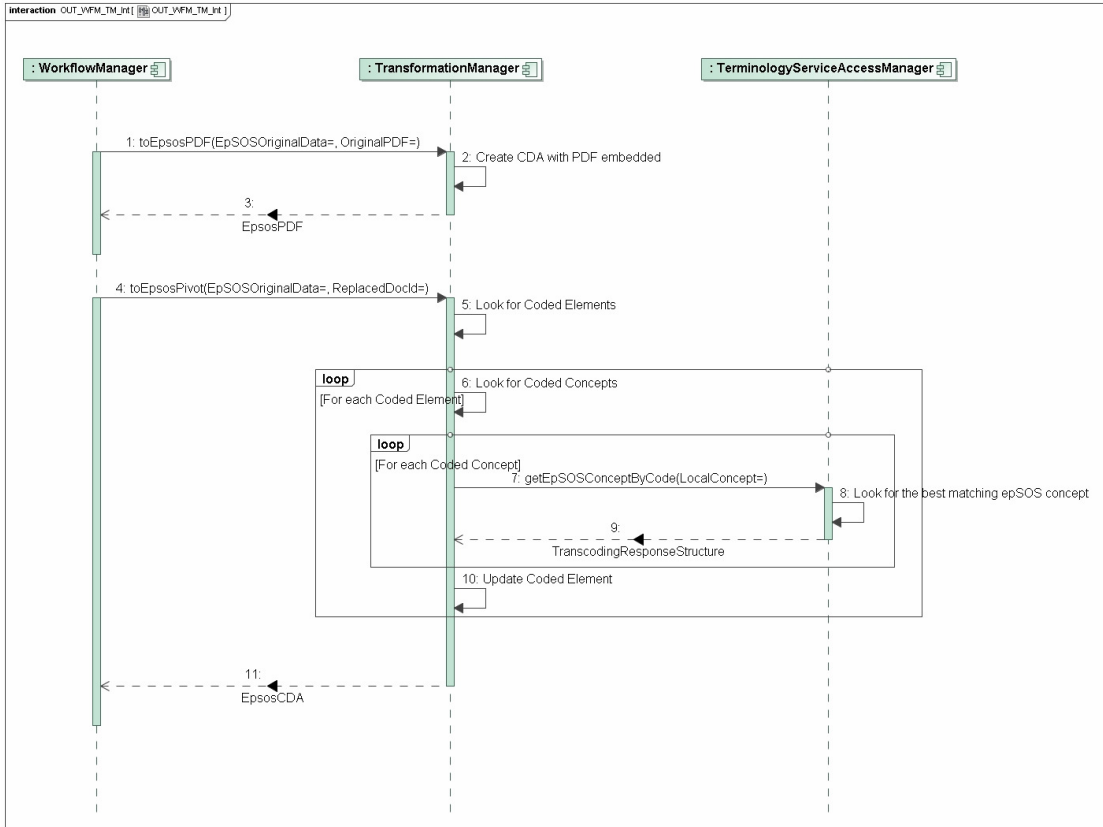 interaction OUT_WFM_TM_Int [ OUT_WFM_TM_Int ]
: WorkflowManager
: TransformationManager
: TerminologyServiceAccessManager
1: toEpsosPDF(EpSOSOriginalData=, OriginalPDF=)
2: Create CDA with PDF embedded
3:
EpsosPDF
4: toEpsosPivot(EpSOSOriginalData=, ReplacedDocId=)
5: Look for Coded Elements
loop
[For each Coded Element]
6: Look for Coded Concepts
loop
[For each Coded Concept]
7: getEpSOSConceptByCode(LocalConcept=)
8: Look for the best matching epSOS concept
9:
TranscodingResponseStructure
10: Update Coded Element
11:
EpsosCDA